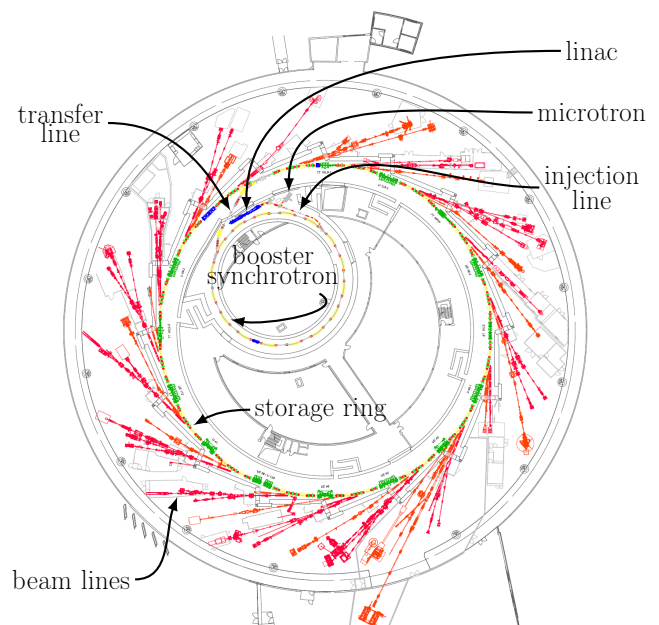 linac
transfer
line
microtron
injection
line
booster
synchrotron
storage ring
beam lines